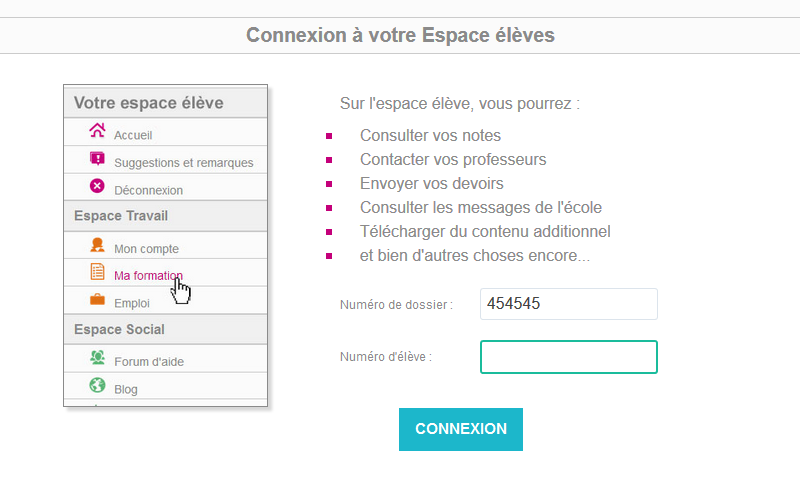 Connexion à votre Espace élèves
Votre espace élève
Accueil
Suggestions et remarques
Déconnexion
Espace Travail
Mon compte
Ma formation
Emploi
Espace Social
Forum d'aide
Blog
Sur l'espace élève, vous pourrez :
Consulter vos notes
Contacter vos professeurs
Envoyer vos devoirs
Consulter les messages de l'école
Télécharger du contenu additionnel
et bien d'autres choses encore...
Numéro de dossier : 454545
Numéro d'élève :
CONNEXION